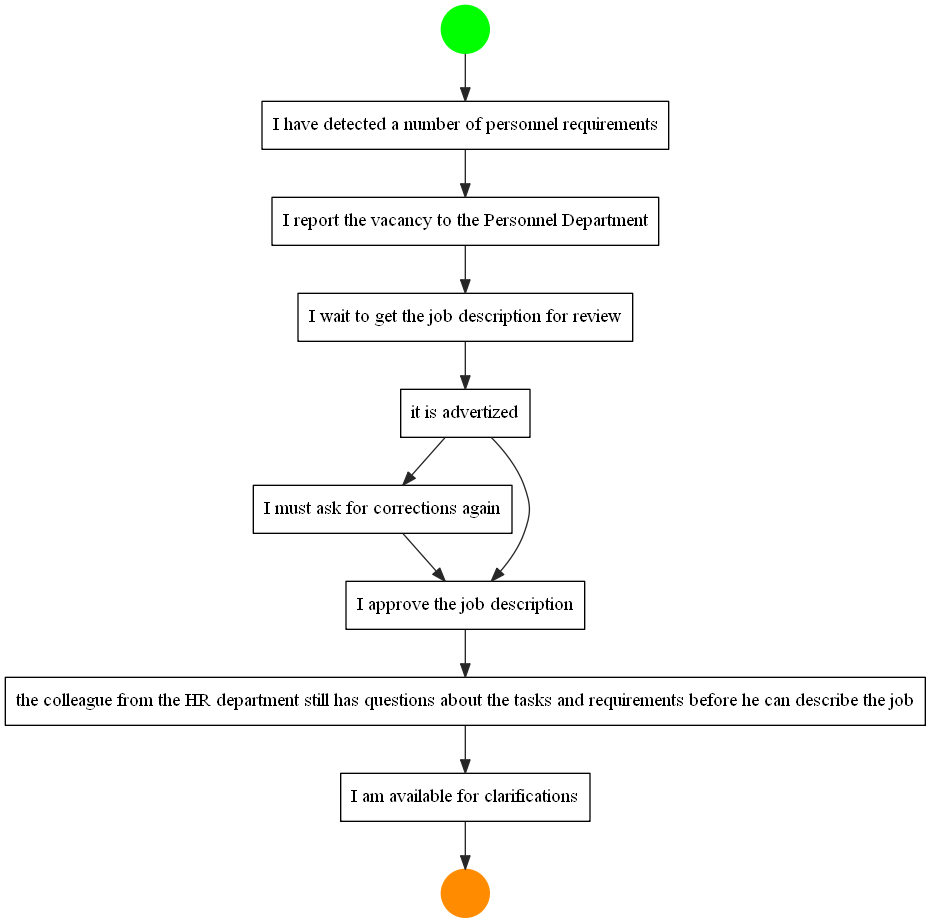 I have detected a number of personnel requirements
I report the vacancy to the Personnel Department
I wait to get the job description for review
it is advertized
I must ask for corrections again
I approve the job description
the colleague from the HR department still has questions about the tasks and requirements before he can describe the job
I am available for clarifications